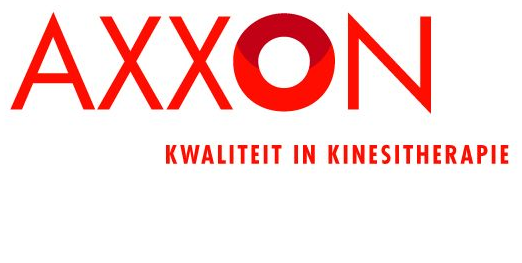 AXXON
KWALITEIT IN KINESITHERAPIE